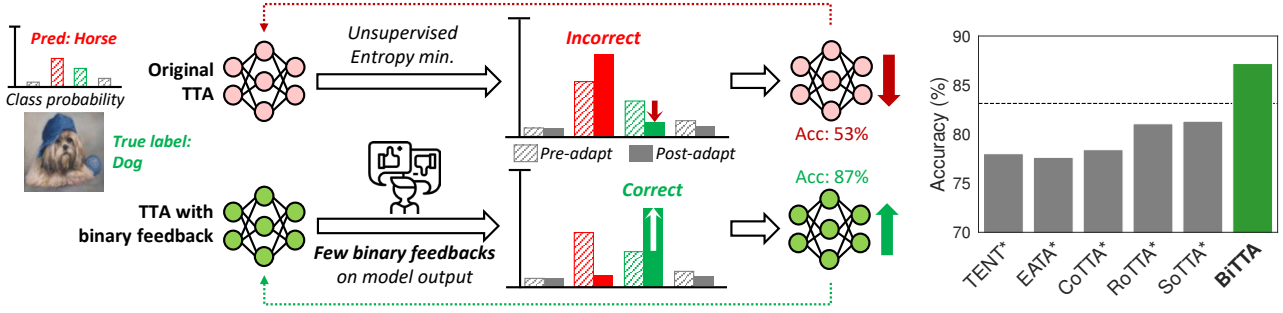 Pred: Horse
Class probability
True label:
Dog
Original
TTA
Unsupervised
Entropy min.
Incorrect
Pre-adapt
Post-adapt
Acc: 53%
TTA with
binary feedback
Few binary feedbacks
on model output
Correct
Acc: 87%
Accuracy (%)
90
85
80
75
70
TENT*
EATA*
CoTTA*
RoTTA*
SoTTA*
BiTTA